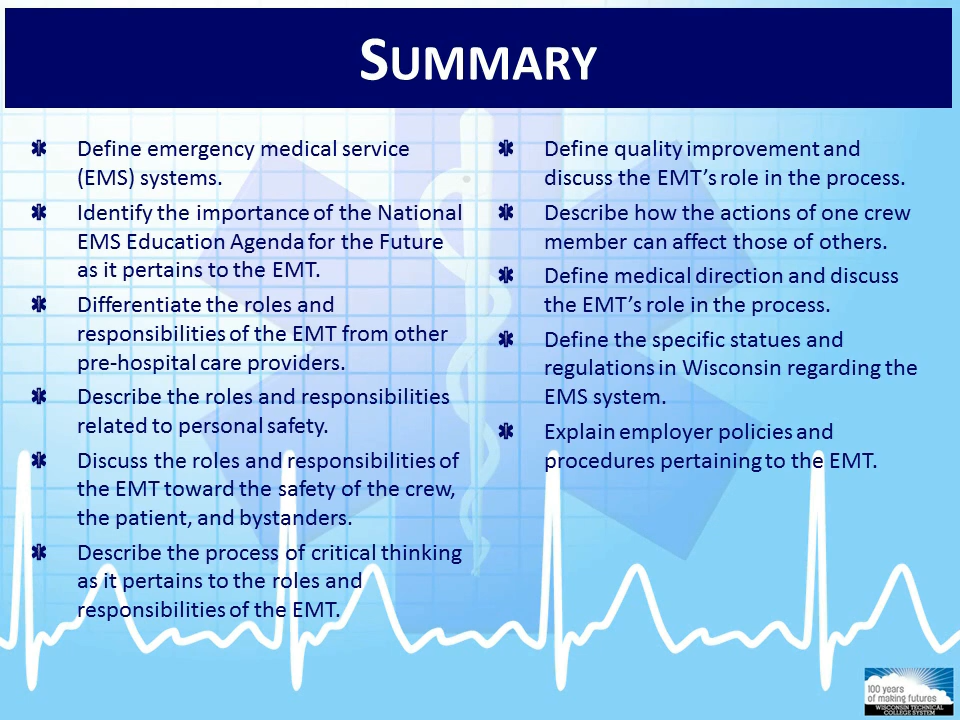 SUMMARY
Define emergency medical service
(EMS) systems.
Identify the importance of the National
EMS Education Agenda for the Future
as it pertains to the EMT.
Differentiate the roles and
responsibilities of the EMT from other
pre-hospital care providers.
Describe the roles and responsibilities
related to personal safety.
Discuss the roles and responsibilities of
the EMT toward the safety of the crew,
the patient, and bystanders.
Describe the process of critical thinking
as it pertains to the roles and
responsibilities of the EMT.
Define quality improvement and
discuss the EMT’s role in the process.
Describe how the actions of one crew
member can affect those of others.
Define medical direction and discuss
the EMT’s role in the process.
Define the specific statues and
regulations in Wisconsin regarding the
EMS system.
Explain employer policies and
procedures pertaining to the EMT.
100 years
of making futures
WISCONSIN TECHNICAL
COLLEGE SYSTEM